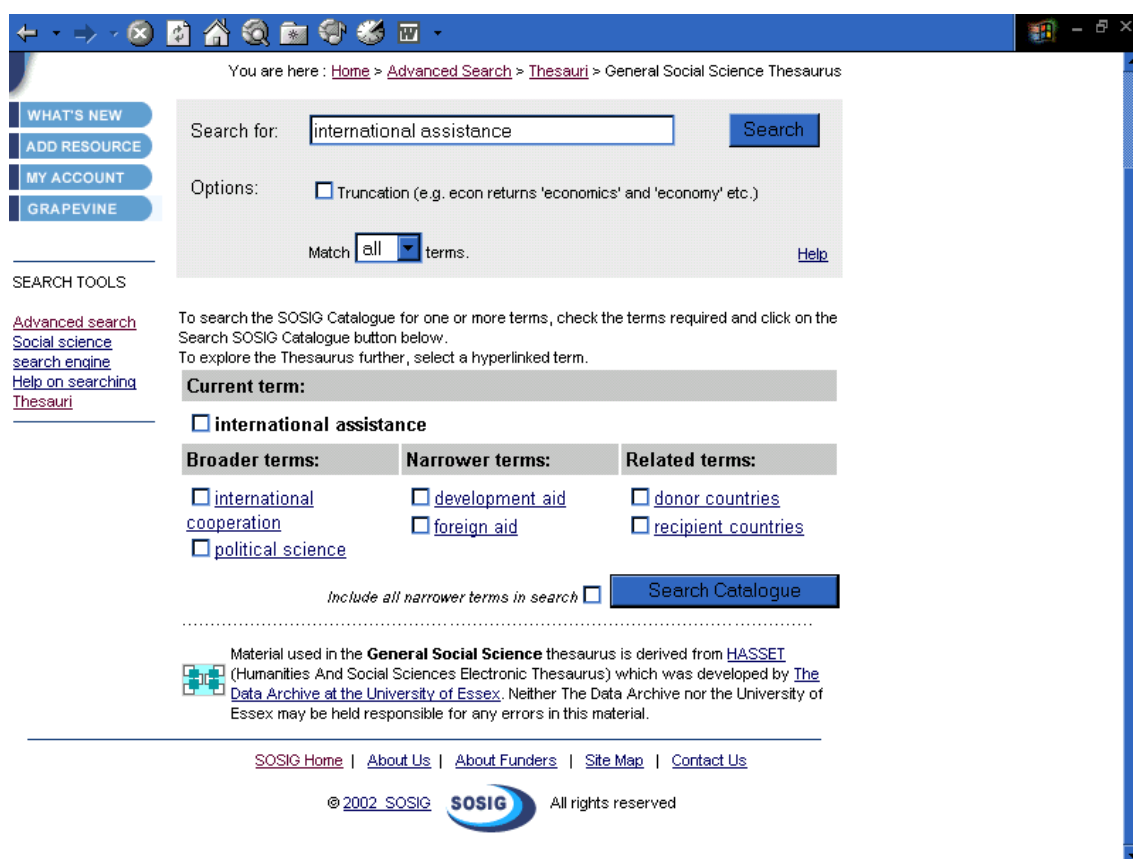 You are here : Home > Advanced Search > Thesauri > General Social Science Thesaurus
WHAT'S NEW
ADD RESOURCE
MY ACCOUNT
GRAPEVINE
SEARCH TOOLS
Advanced search
Social science
search engine
Help on searching
Thesauri
Search for: international assistance Search
Options: Truncation (e.g. econ returns 'economics' and 'economy' etc.)
Match all terms. Help
To search the SOSIG Catalogue for one or more terms, check the terms required and click on the
Search SOSIG Catalogue button below.
To explore the Thesaurus further, select a hyperlinked term.
Current term:
international assistance
Broader terms: Narrower terms: Related terms:
international development aid donor countries
cooperation foreign aid recipient countries
political science
Include all narrower terms in search Search Catalogue
Material used in the General Social Science thesaurus is derived from HASSET
(Humanities And Social Sciences Electronic Thesaurus) which was developed by The
Data Archive at the University of Essex. Neither The Data Archive nor the University of
Essex may be held responsible for any errors in this material.
SOSIG Home | About Us | About Funders | Site Map | Contact Us
© 2002 SOSIG SOSIG All rights reserved